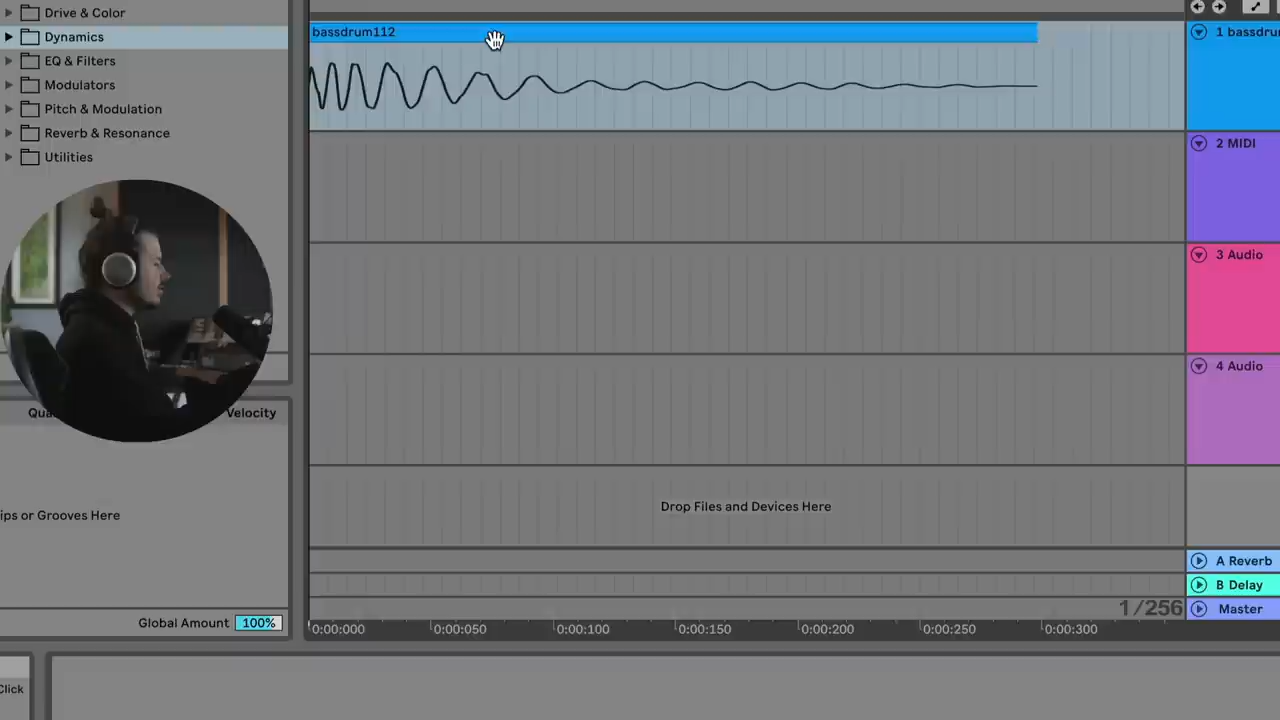 Drive & Color
Dynamics
EQ & Filters
Modulators
Pitch & Modulation
Reverb & Resonance
Utilities
bassdrum112
1 bassdru
2 MIDI
3 Audio
4 Audio
Drop Files and Devices Here
A Reverb
B Delay
Master
1/256
0:00:000
0:00:050
0:00:100
0:00:150
0:00:200
0:00:250
0:00:300
Qua
Velocity
ips or Grooves Here
Global Amount 100%
Click